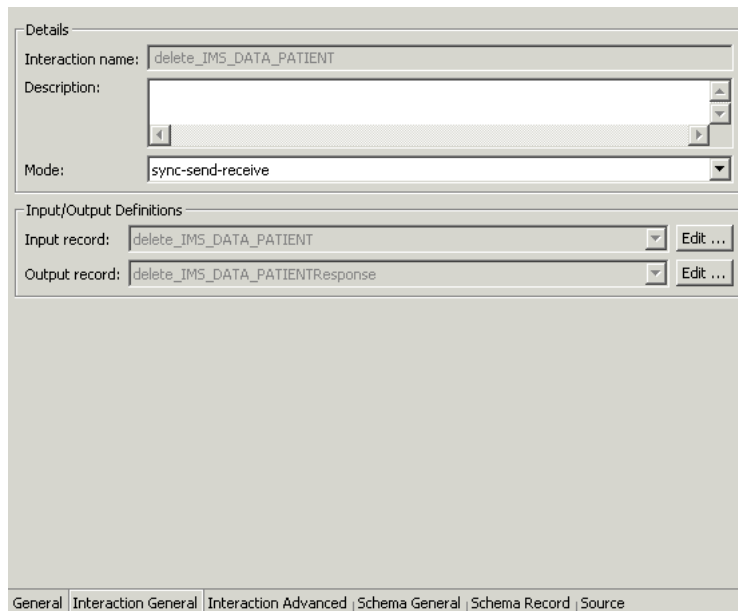 Details
Interaction name: delete_IMS_DATA_PATIENT
Description:
Mode: sync-send-receive
Input/Output Definitions
Input record: delete_IMS_DATA_PATIENT Edit ...
Output record: delete_IMS_DATA_PATIENTResponse Edit ...
General Interaction General Interaction Advanced Schema General Schema Record Source